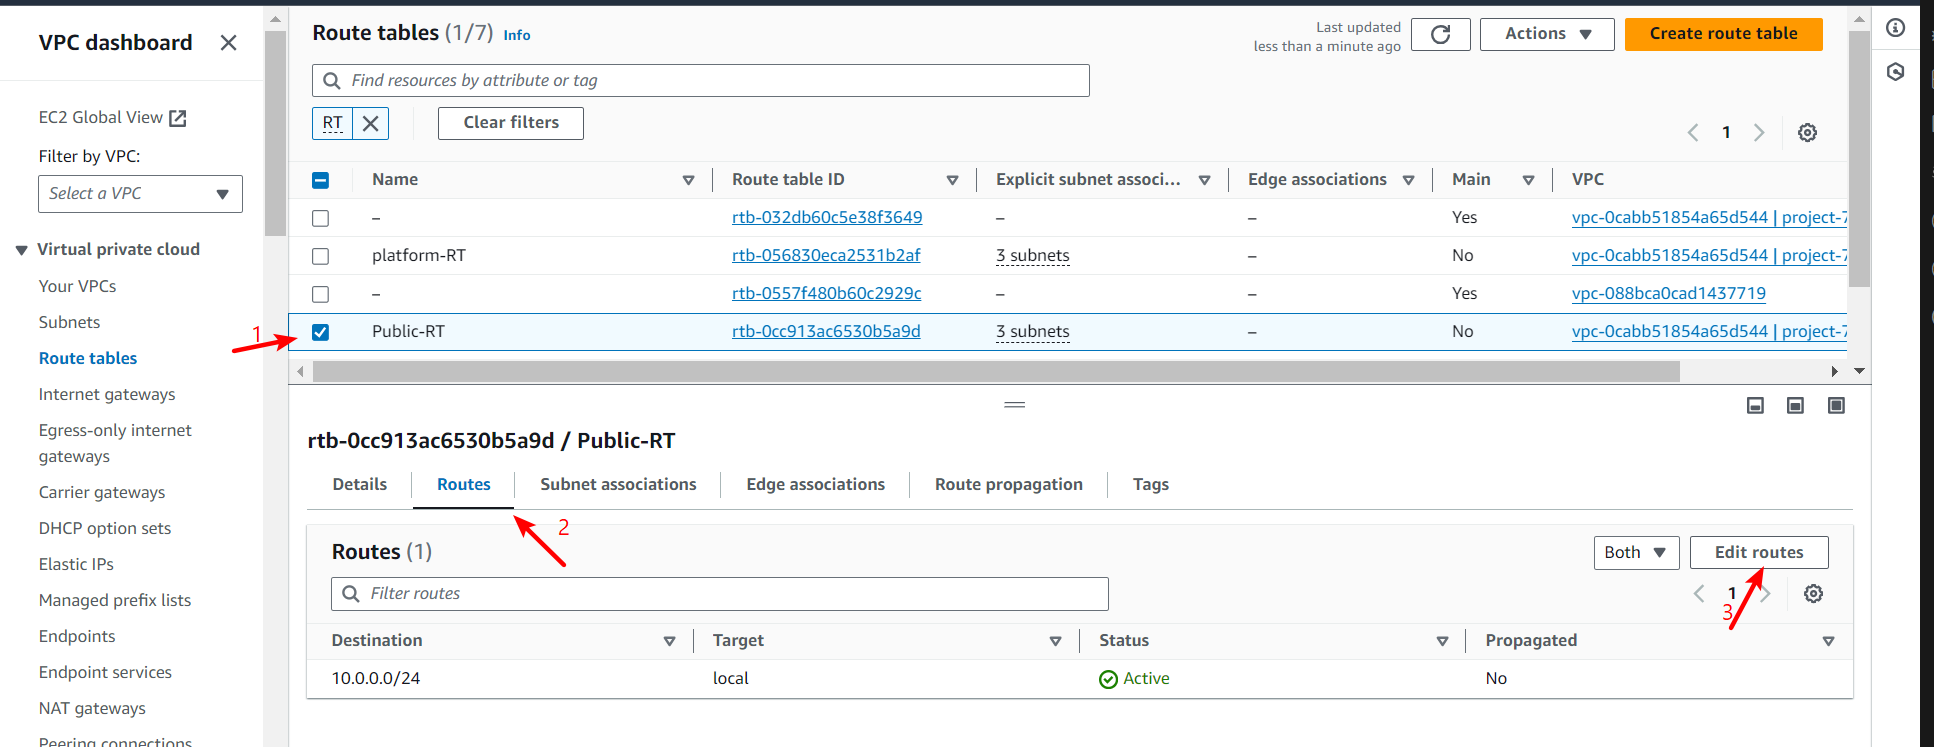 VPC dashboard
EC2 Global View
Filter by VPC:
Select a VPC
Virtual private cloud
Your VPCs
Subnets
Route tables
Internet gateways
Egress-only internet
gateways
Carrier gateways
DHCP option sets
Elastic IPs
Managed prefix lists
Endpoints
Endpoint services
NAT gateways
Peering connections
Route tables (1/7) Info
Last updated
less than a minute ago
Actions
Create route table
Find resources by attribute or tag
RT
Clear filters
1
Name Route table ID Explicit subnet associ... Edge associations Main VPC
– rtb-032db60c5e38f3649 – – Yes vpc-0cabb51854a65d544 | project-7
platform-RT rtb-056830eca2531b2af 3 subnets – No vpc-0cabb51854a65d544 | project-7
– rtb-0557f480b60c2929c – – Yes vpc-088bca0cad1437719
1 Public-RT rtb-0cc913ac6530b5a9d 3 subnets – No vpc-0cabb51854a65d544 | project-7
rtb-0cc913ac6530b5a9d / Public-RT
Details Routes Subnet associations Edge associations Route propagation Tags
2
Routes (1)
Both
Edit routes
Filter routes
1
3
Destination Target Status Propagated
10.0.0.0/24 local Active No